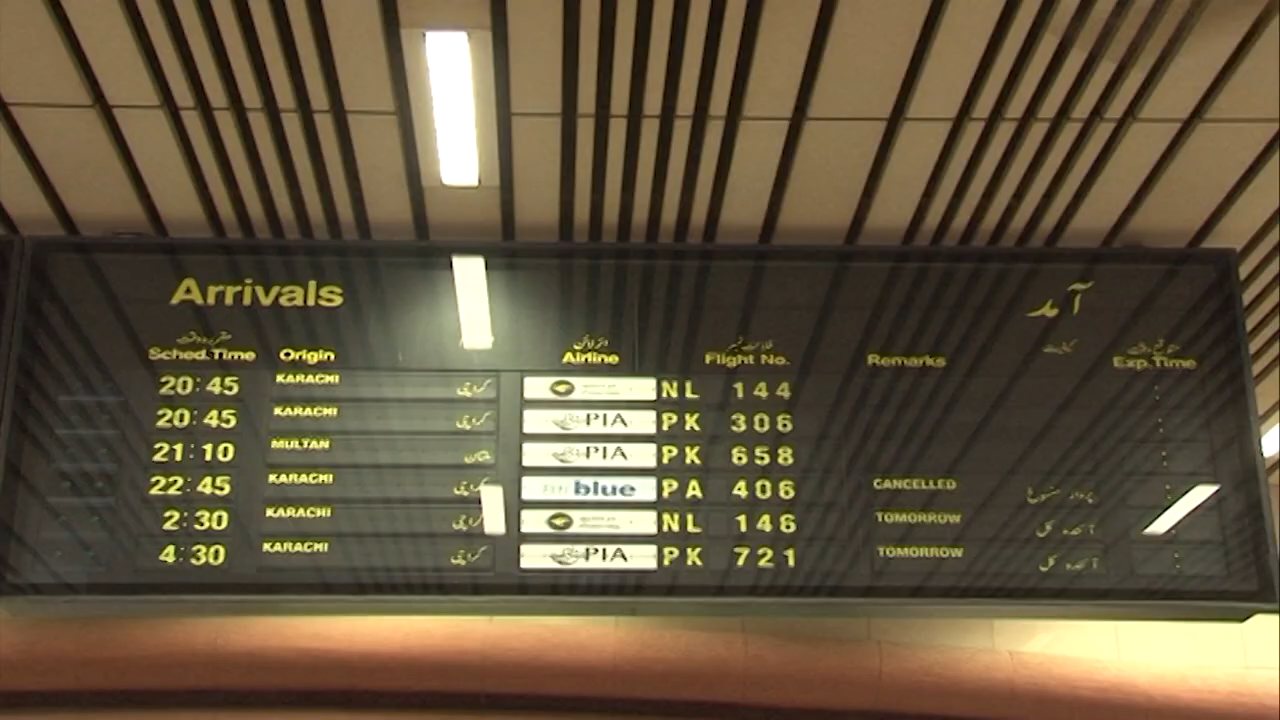 Arrivals آمد
Sched.Time Origin Airline Flight No. Remarks Exp.Time
20:45 KARACHI کراچی NL 144
20:45 KARACHI کراچی PIA PK 306
21:10 MULTAN ملتان PIA PK 658
22:45 KARACHI کراچی blue PA 406 CANCELLED پرواز منسوخ
2:30 KARACHI کراچی NL 146 TOMORROW آئندہ کل
4:30 KARACHI کراچی PIA PK 721 TOMORROW آئندہ کل